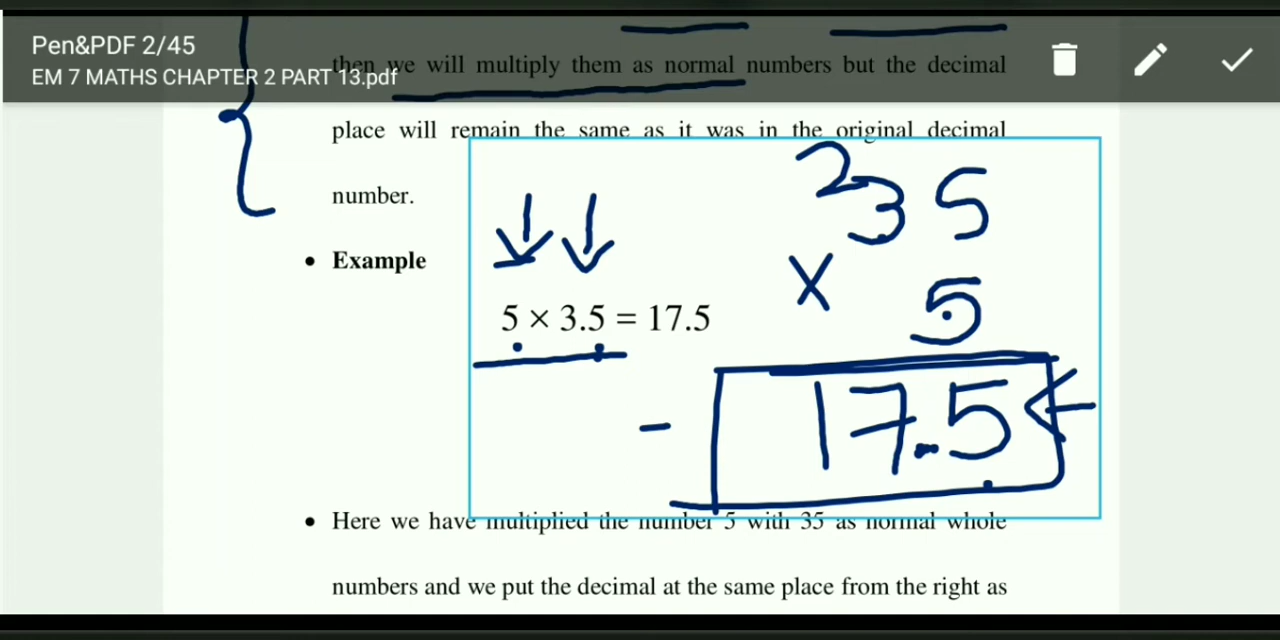 Pen&PDF 2/45
EM 7 MATHS CHAPTER 2 PART 13.pdf
then we will multiply them as normal numbers but the decimal
place will remain the same as it was in the original decimal
number.
• Example
5 × 3.5 = 17.5
2
35
× 5
17.5
• Here we have multiplied the number 5 with 35 as normal whole
numbers and we put the decimal at the same place from the right as